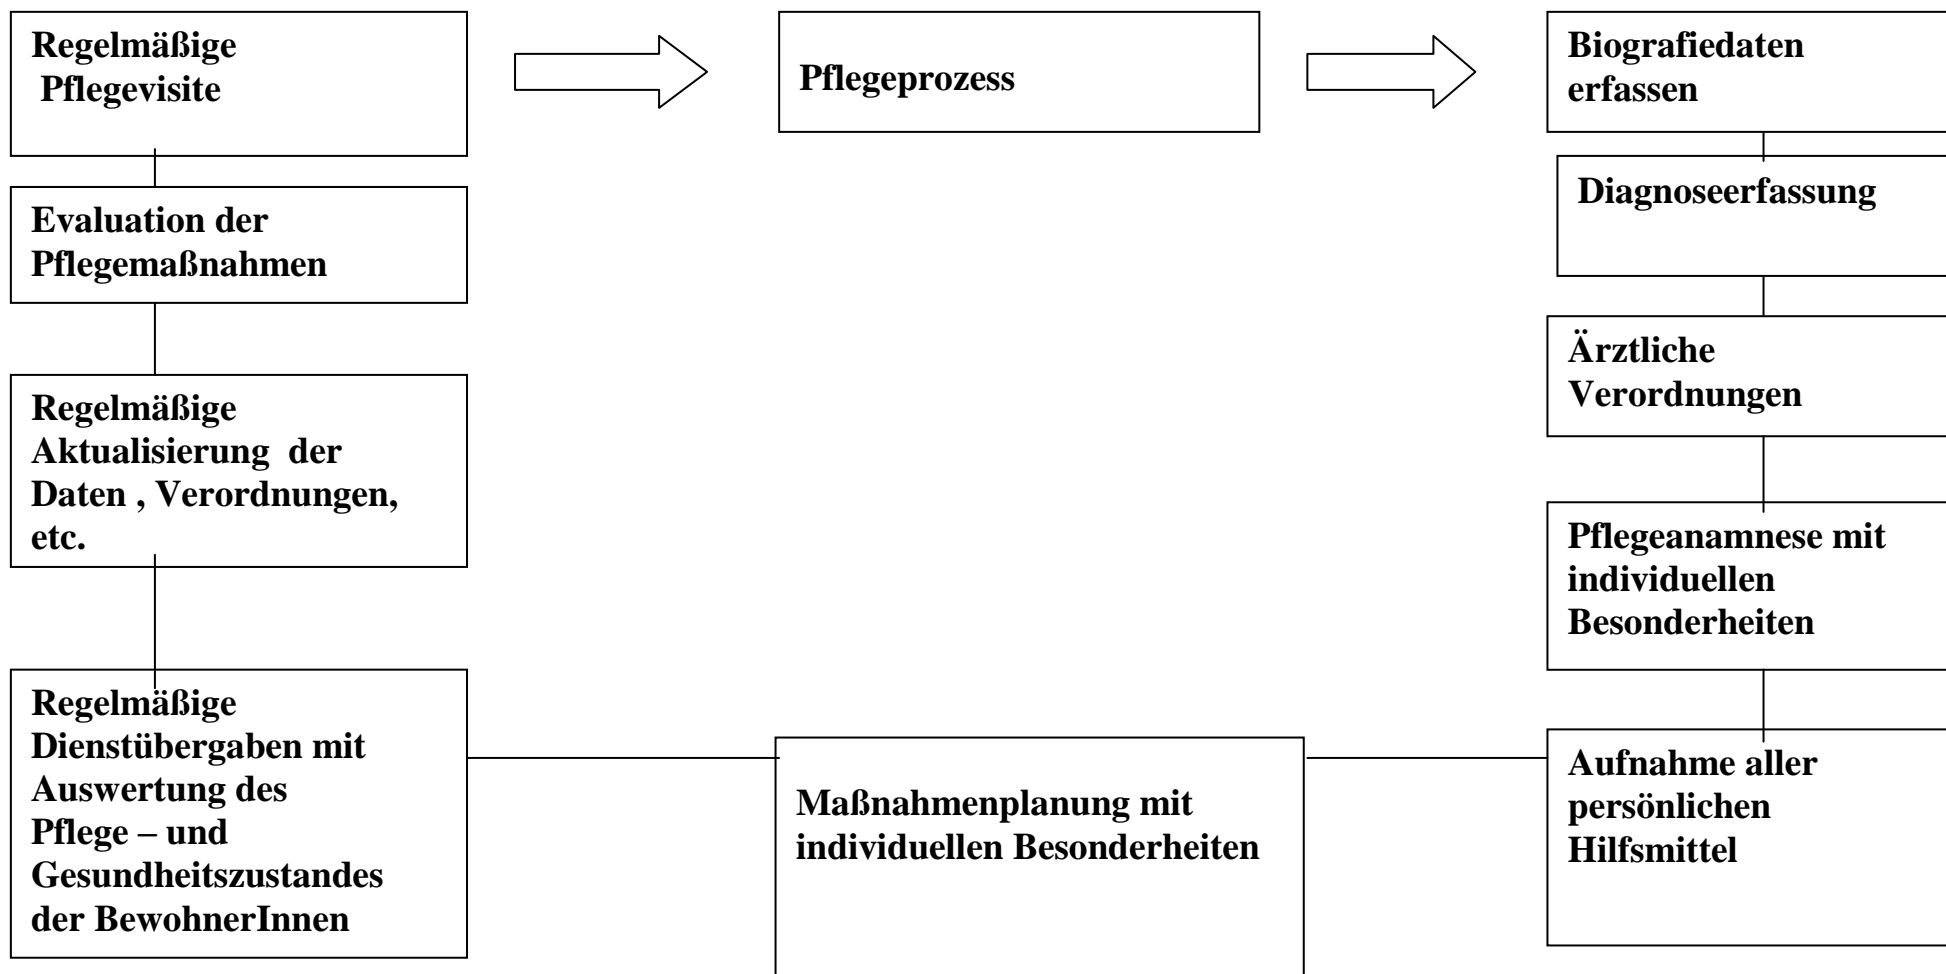 Regelmäßige
Pflegevisite
Pflegeprozess
Biografiedaten
erfassen
Diagnoseerfassung
Evaluation der
Pflegemaßnahmen
Ärztliche
Verordnungen
Regelmäßige
Aktualisierung der
Daten , Verordnungen,
etc.
Pflegeanamnese mit
individuellen
Besonderheiten
Regelmäßige
Dienstübergaben mit
Auswertung des
Pflege – und
Gesundheitszustandes
der BewohnerInnen
Maßnahmenplanung mit
individuellen Besonderheiten
Aufnahme aller
persönlichen
Hilfsmittel